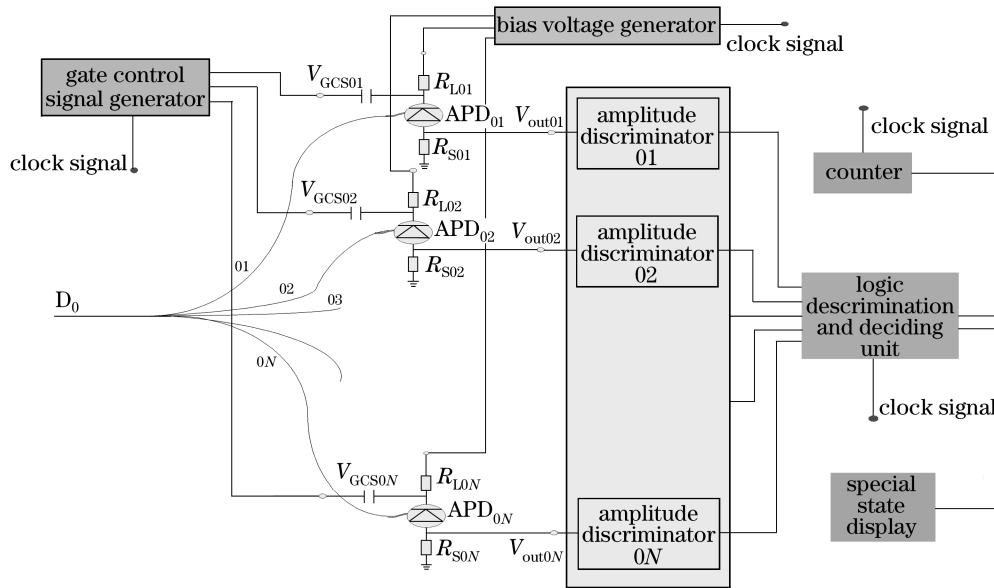 bias voltage generator
clock signal
gate control
signal generator
clock signal
V_GCS01
R_L01
APD_01
R_S01
V_out01
amplitude
discriminator
01
clock signal
counter
V_GCS02
R_L02
APD_02
R_S02
V_out02
amplitude
discriminator
02
01
02
03
D_0
0N
logic
descrimination
and deciding
unit
clock signal
V_GCS0N
R_L0N
APD_0N
R_S0N
V_out0N
amplitude
discriminator
0N
special
state
display